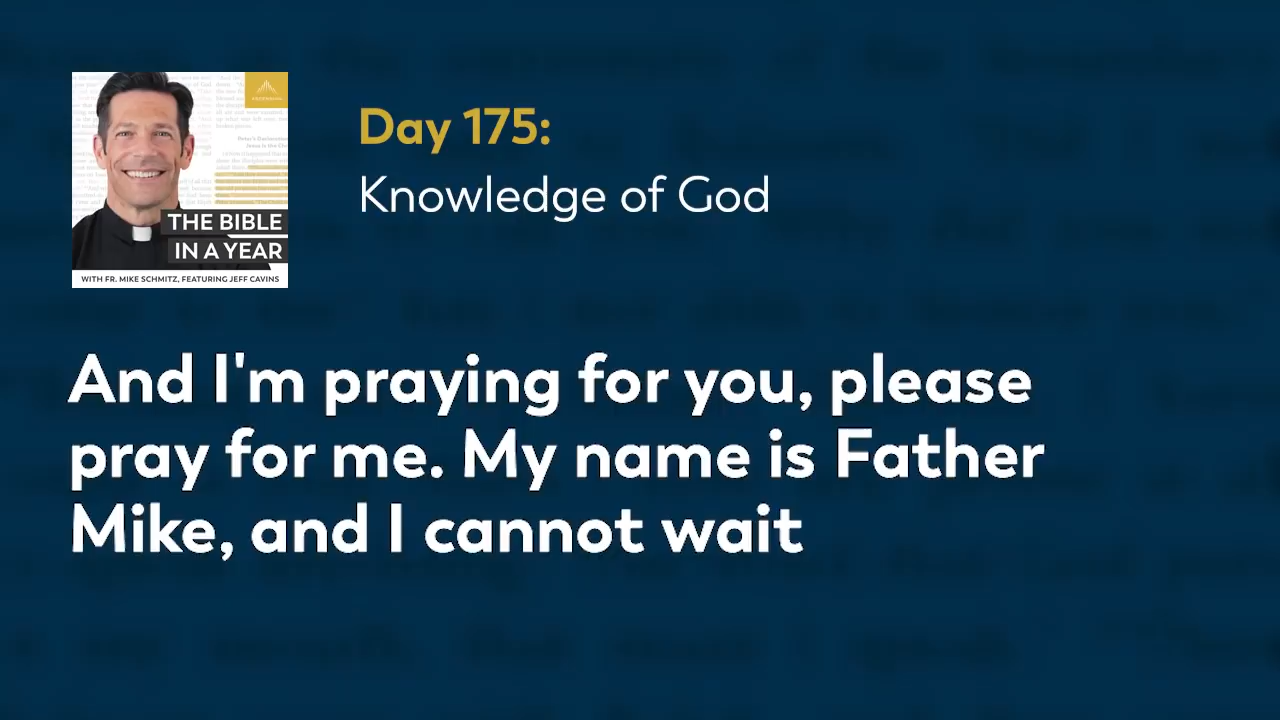 Day 175:
Knowledge of God
THE BIBLE
IN A YEAR
WITH FR. MIKE SCHMITZ, FEATURING JEFF CAVINS
And I'm praying for you, please
pray for me. My name is Father
Mike, and I cannot wait